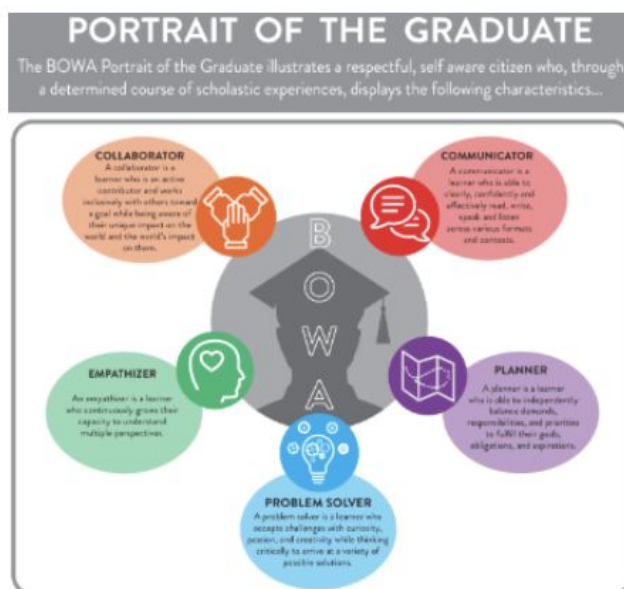 PORTRAIT OF THE GRADUATE
The BOWA Portrait of the Graduate illustrates a respectful, self aware citizen who, through
a determined course of scholastic experiences, displays the following characteristics...
COLLABORATOR
A collaborator is a
learner who is an active
contributor and works
inclusively with others toward
a goal while being aware of
their unique impact on the
world and the world's impact
on them.
COMMUNICATOR
A communicator is a
learner who is able to
clearly, confidently and
effectively read, write,
speak and listen
across various formats
and contexts.
B
O
W
A
EMPATHIZER
An empathizer is a learner
who continuously grows their
capacity to understand
multiple perspectives.
PLANNER
A planner is a learner
who is able to independently
balance demands,
responsibilities, and priorities
to fulfill their goals,
obligations, and aspirations.
PROBLEM SOLVER
A problem solver is a learner who
accepts challenges with curiosity,
passion, and creativity while thinking
critically to arrive at a variety of
possible solutions.